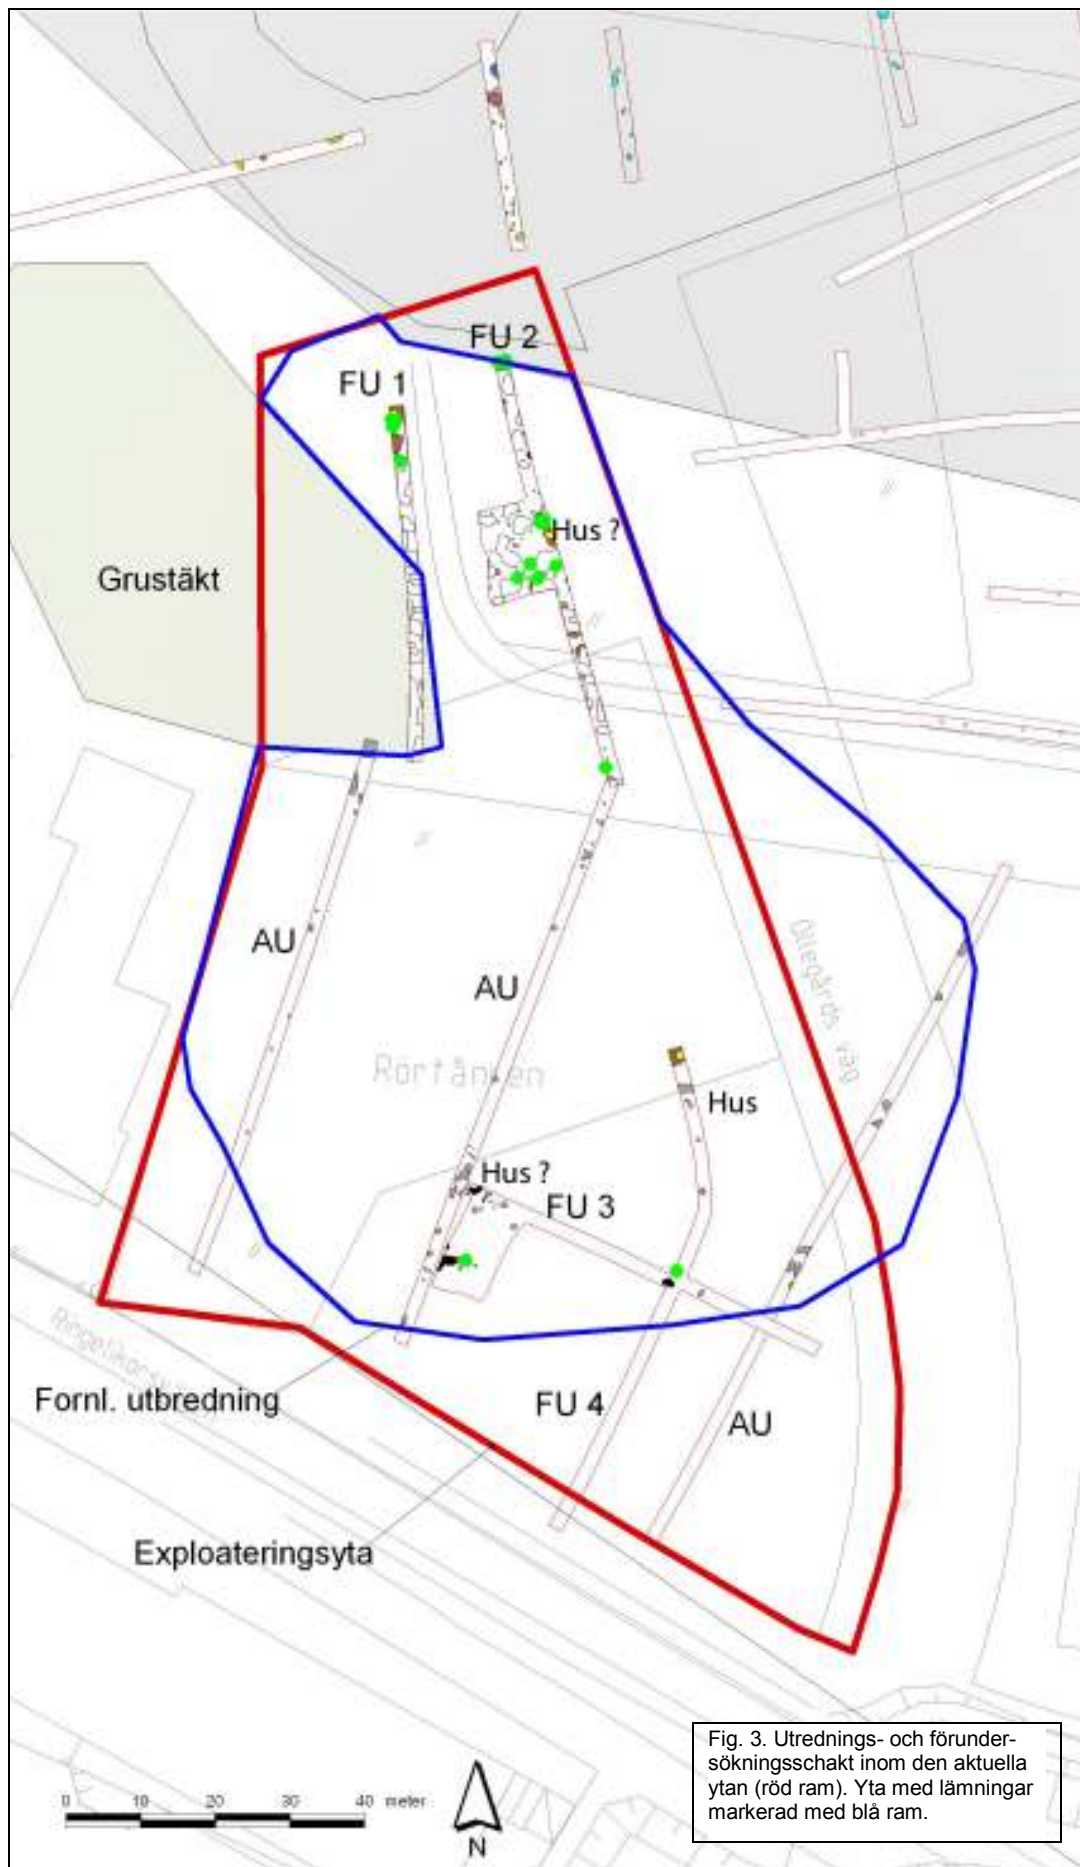 FU 2
FU 1
Hus ?
Grustäkt
AU
AU
Ollegårds väg
Rörtången
Hus
Hus ?
FU 3
Fornl. utbredning
FU 4
AU
Exploateringsyta
0 10 20 30 40 meter
N
Fig. 3. Utrednings- och förunder-
sökningsschakt inom den aktuella
ytan (röd ram). Yta med lämningar
markerad med blå ram.